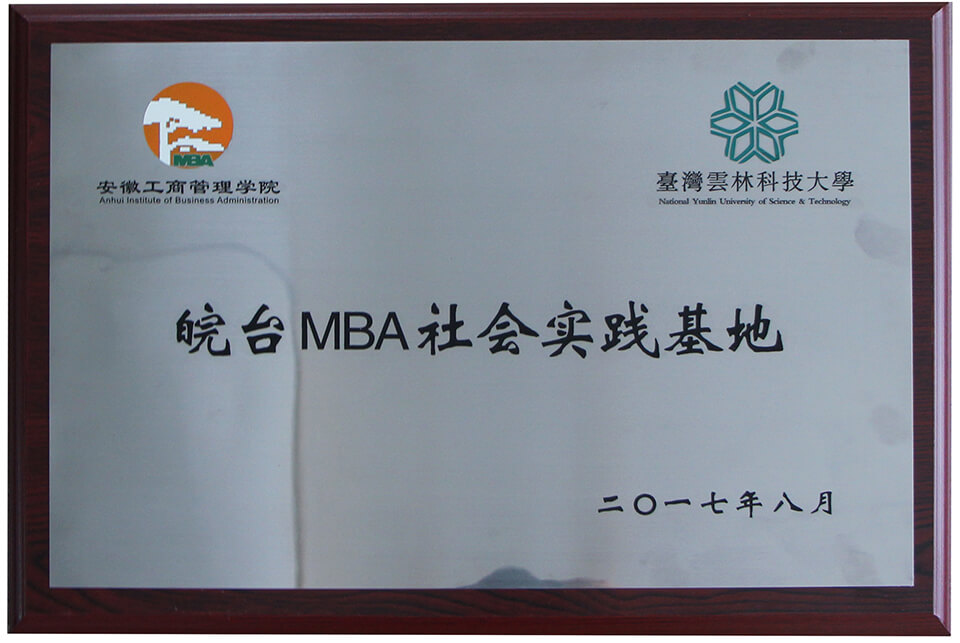 MBA
安徽工商管理学院
Anhui Institute of Business Administration
臺灣雲林科技大學
National Yunlin University of Science & Technology
皖台MBA社会实践基地
二〇一七年八月